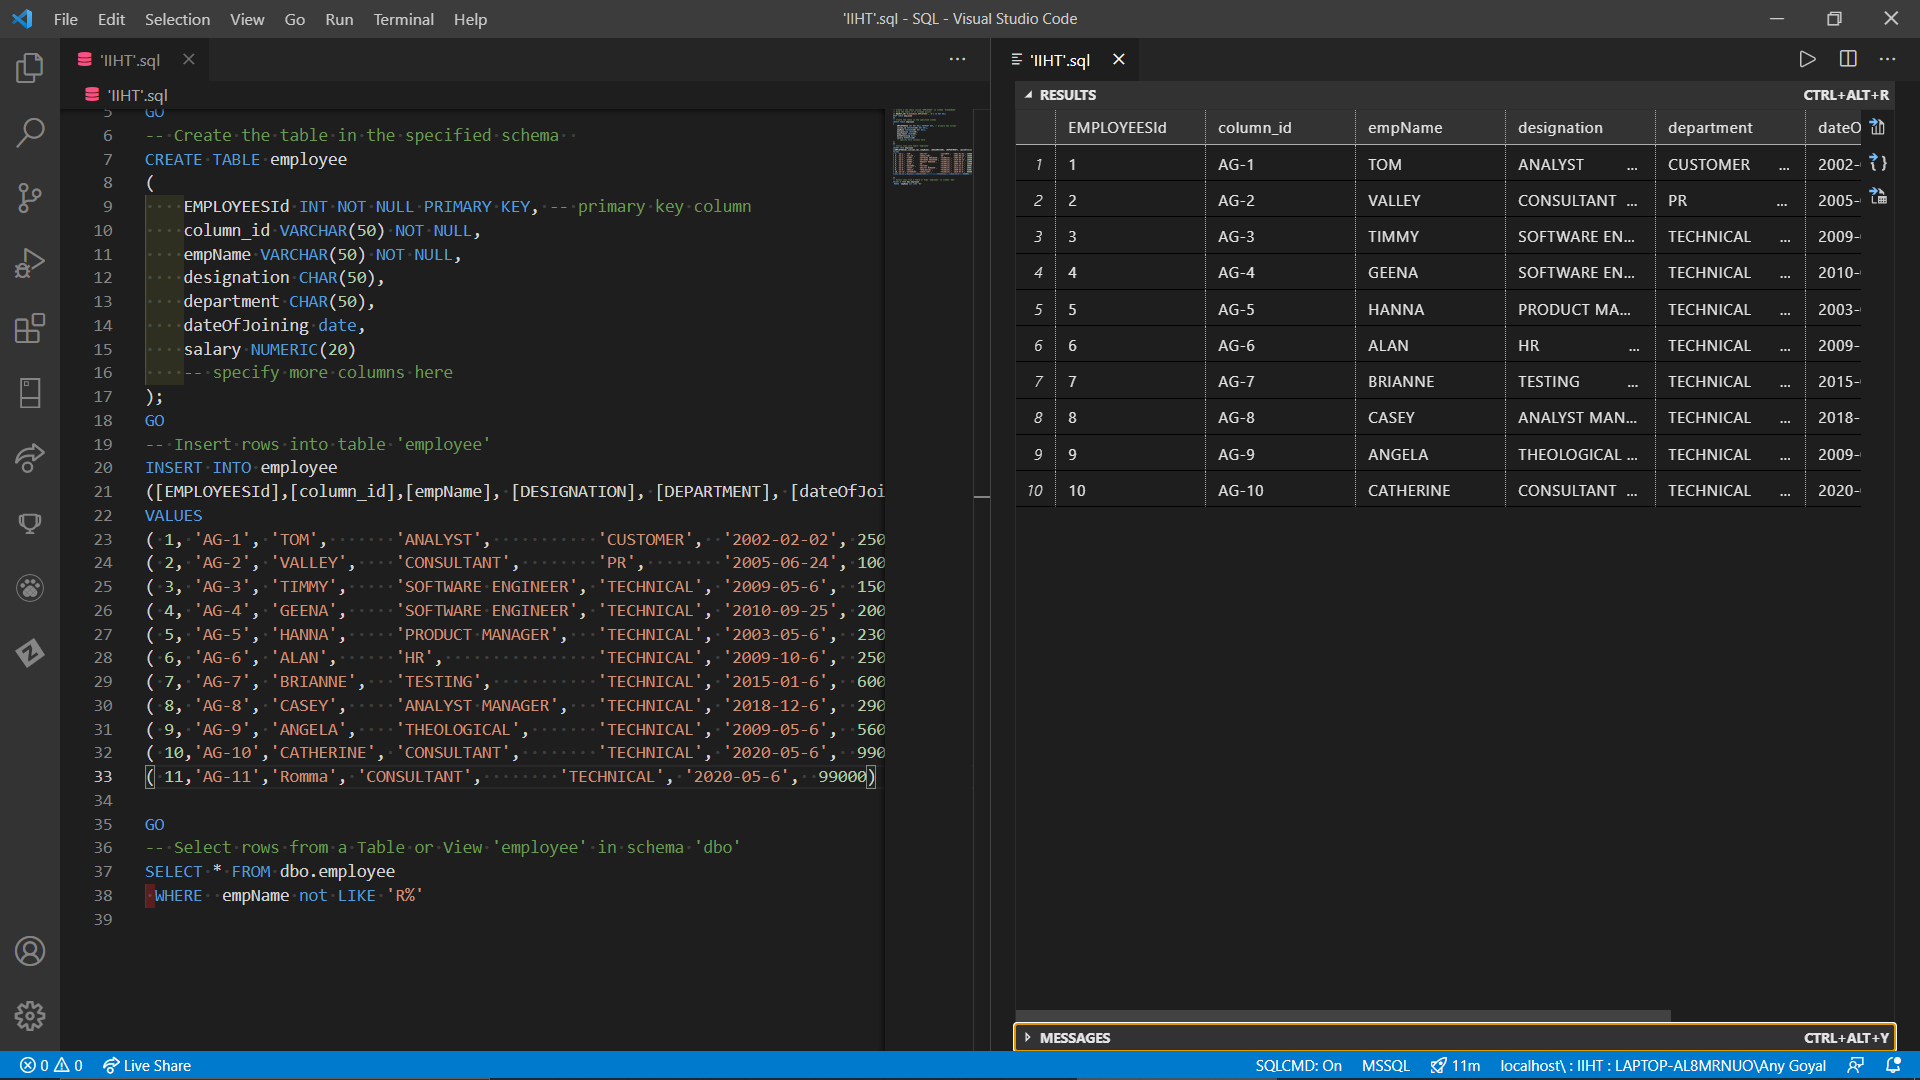 File Edit Selection View Go Run Terminal Help
'IIHT'.sql - SQL - Visual Studio Code
'IIHT'.sql
'IIHT'.sql
5 GO
6 -- Create the table in the specified schema
7 CREATE TABLE employee
8 (
9 EMPLOYEESId INT NOT NULL PRIMARY KEY, -- primary key column
10 column_id VARCHAR(50) NOT NULL,
11 empName VARCHAR(50) NOT NULL,
12 designation CHAR(50),
13 department CHAR(50),
14 dateOfJoining date,
15 salary NUMERIC(20)
16 -- specify more columns here
17 );
18 GO
19 -- Insert rows into table 'employee'
20 INSERT INTO employee
21 ([EMPLOYEESId],[column_id],[empName], [DESIGNATION], [DEPARTMENT], [dateOfJoi
22 VALUES
23 ( 1, 'AG-1', 'TOM', 'ANALYST', 'CUSTOMER', '2002-02-02', 250
24 ( 2, 'AG-2', 'VALLEY', 'CONSULTANT', 'PR', '2005-06-24', 100
25 ( 3, 'AG-3', 'TIMMY', 'SOFTWARE ENGINEER', 'TECHNICAL', '2009-05-6', 150
26 ( 4, 'AG-4', 'GEENA', 'SOFTWARE ENGINEER', 'TECHNICAL', '2010-09-25', 200
27 ( 5, 'AG-5', 'HANNA', 'PRODUCT MANAGER', 'TECHNICAL', '2003-05-6', 230
28 ( 6, 'AG-6', 'ALAN', 'HR', 'TECHNICAL', '2009-10-6', 250
29 ( 7, 'AG-7', 'BRIANNE', 'TESTING', 'TECHNICAL', '2015-01-6', 600
30 ( 8, 'AG-8', 'CASEY', 'ANALYST MANAGER', 'TECHNICAL', '2018-12-6', 290
31 ( 9, 'AG-9', 'ANGELA', 'THEOLOGICAL', 'TECHNICAL', '2009-05-6', 560
32 ( 10,'AG-10','CATHERINE', 'CONSULTANT', 'TECHNICAL', '2020-05-6', 990
33 ( 11,'AG-11','Romma', 'CONSULTANT', 'TECHNICAL', '2020-05-6', 99000)
34
35 GO
36 -- Select rows from a Table or View 'employee' in schema 'dbo'
37 SELECT * FROM dbo.employee
38 WHERE empName not LIKE 'R%'
39
'IIHT'.sql
RESULTS CTRL+ALT+R
EMPLOYEESId column_id empName designation department dateO
1 1 AG-1 TOM ANALYST ... CUSTOMER ... 2002-
2 2 AG-2 VALLEY CONSULTANT ... PR ... 2005-
3 3 AG-3 TIMMY SOFTWARE EN... TECHNICAL ... 2009-
4 4 AG-4 GEENA SOFTWARE EN... TECHNICAL ... 2010-
5 5 AG-5 HANNA PRODUCT MA... TECHNICAL ... 2003-
6 6 AG-6 ALAN HR ... TECHNICAL ... 2009-
7 7 AG-7 BRIANNE TESTING ... TECHNICAL ... 2015-
8 8 AG-8 CASEY ANALYST MAN... TECHNICAL ... 2018-
9 9 AG-9 ANGELA THEOLOGICAL ... TECHNICAL ... 2009-
10 10 AG-10 CATHERINE CONSULTANT ... TECHNICAL ... 2020-
MESSAGES CTRL+ALT+Y
0 0 Live Share
SQLCMD: On MSSQL 11m localhost\ : IIHT : LAPTOP-AL8MRNUO\Any Goyal